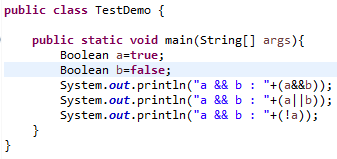 public class TestDemo {
public static void main(String[] args){
Boolean a=true;
Boolean b=false;
System.out.println("a && b : "+(a&&b));
System.out.println("a && b : "+(a||b));
System.out.println("a && b : "+(!a));
}
}